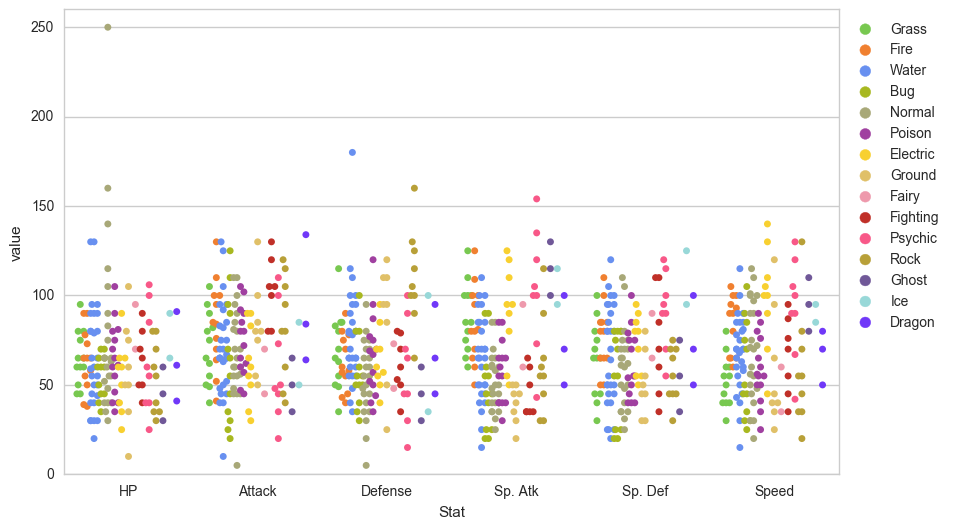 250
200
150
100
50
0
value
HP
Attack
Defense
Sp. Atk
Sp. Def
Speed
Stat
Grass
Fire
Water
Bug
Normal
Poison
Electric
Ground
Fairy
Fighting
Psychic
Rock
Ghost
Ice
Dragon